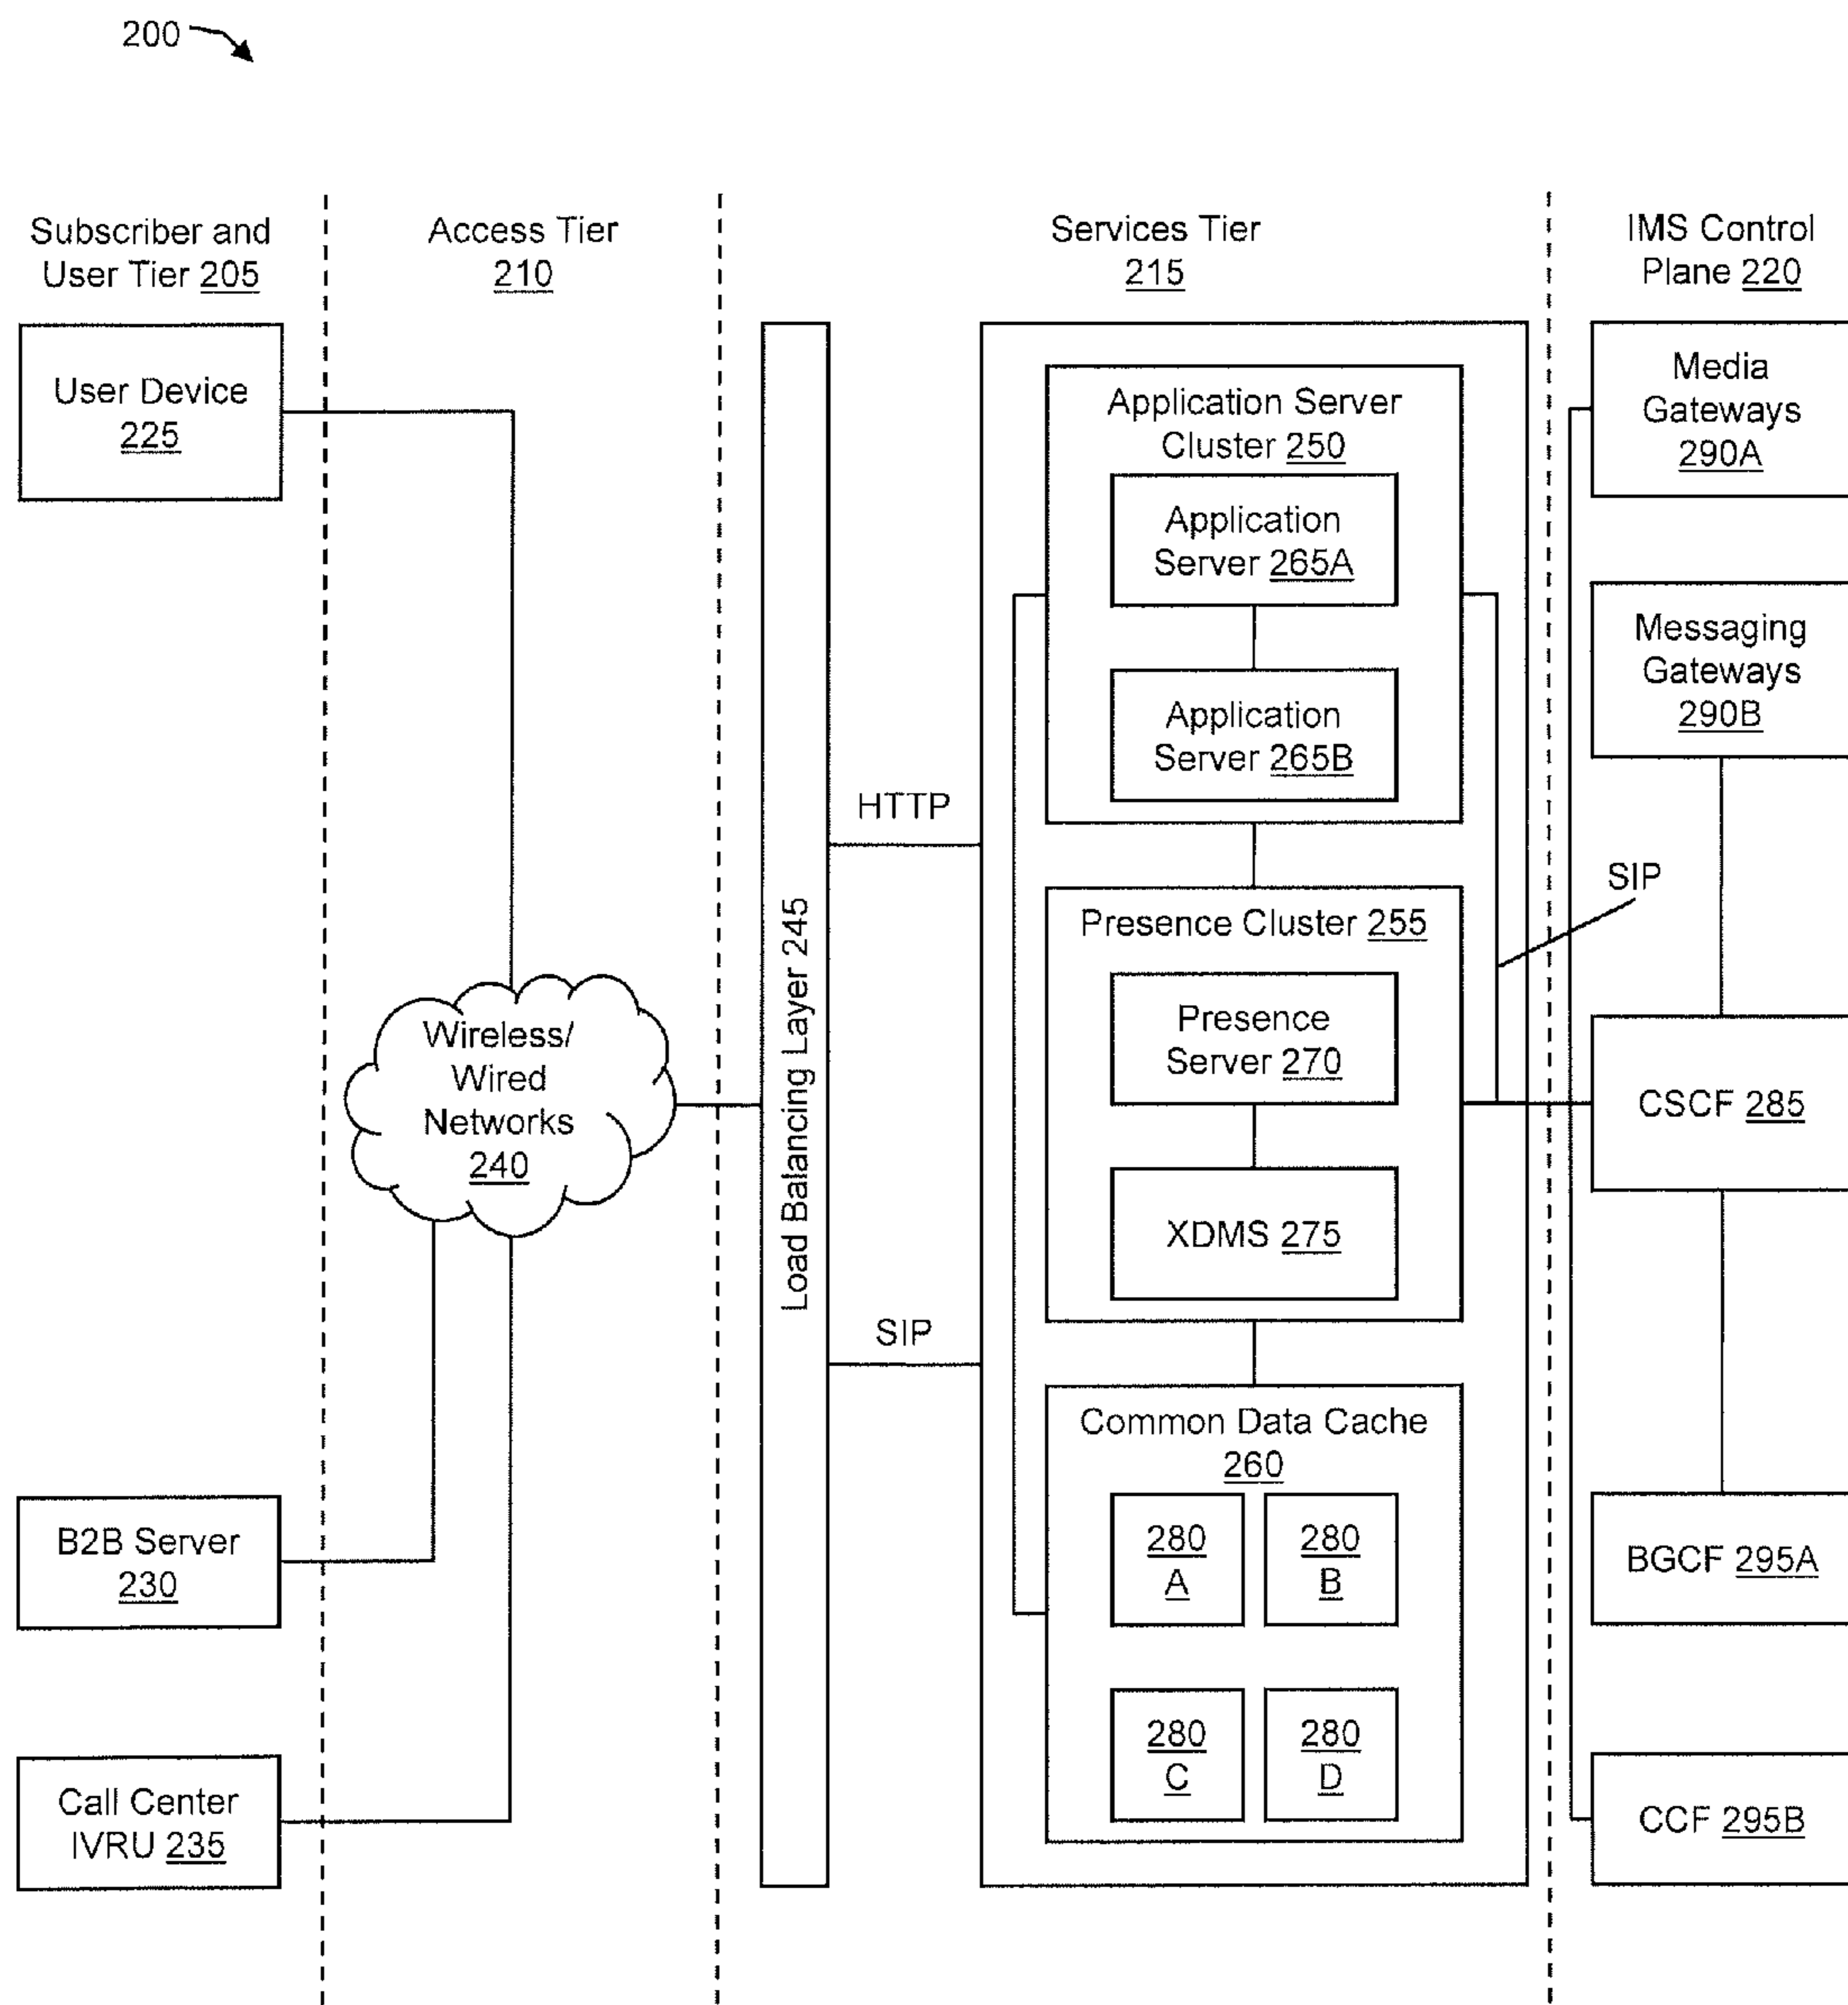 200
Subscriber and
User Tier 205
Access Tier
210
Services Tier
215
IMS Control
Plane 220
User Device
225
B2B Server
230
Call Center
IVRU 235
Wireless/
Wired
Networks
240
Load Balancing Layer 245
HTTP
SIP
Application Server
Cluster 250
Application
Server 265A
Application
Server 265B
Presence Cluster 255
Presence
Server 270
XDMS 275
Common Data Cache
260
280
A
280
B
280
C
280
D
SIP
Media
Gateways
290A
Messaging
Gateways
290B
CSCF 285
BGCF 295A
CCF 295B